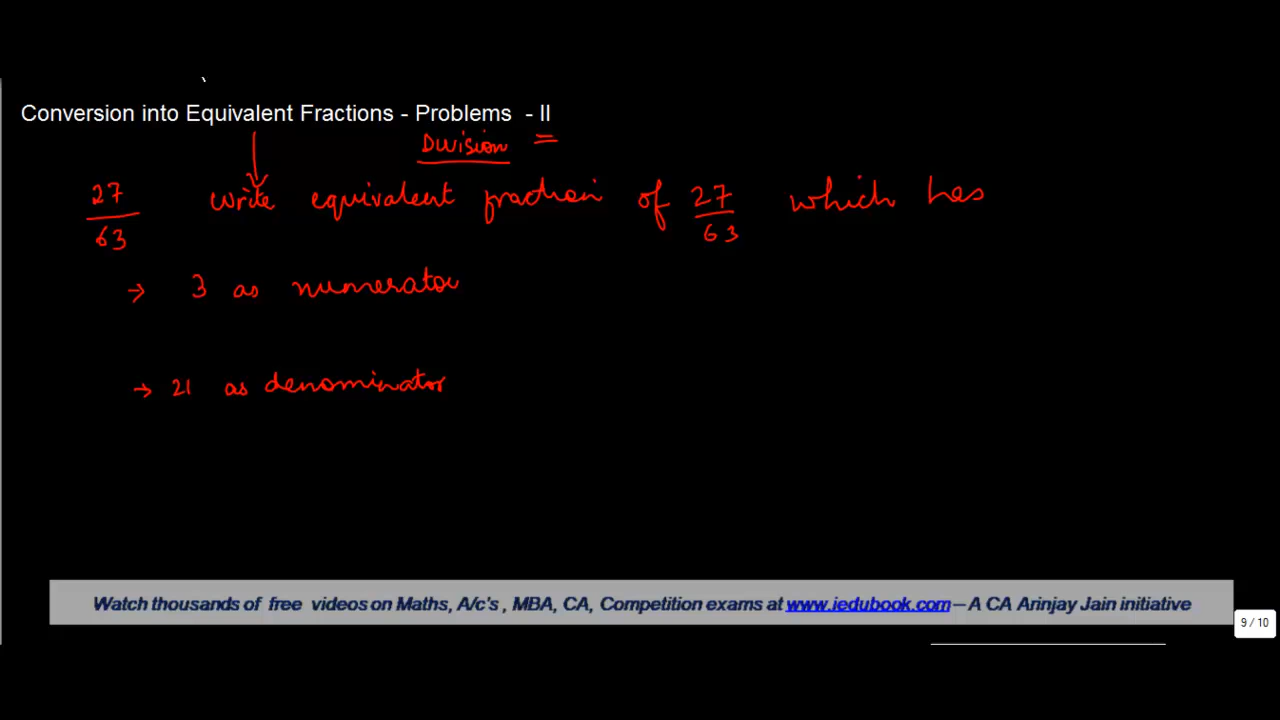 Conversion into Equivalent Fractions - Problems - II
Division =
27/63 Write equivalent fraction of 27/63 which has
→ 3 as numerator
→ 21 as denominator
Watch thousands of free videos on Maths, A/c's , MBA, CA, Competition exams at www.iedubook.com – A CA Arinjay Jain initiative
9 / 10